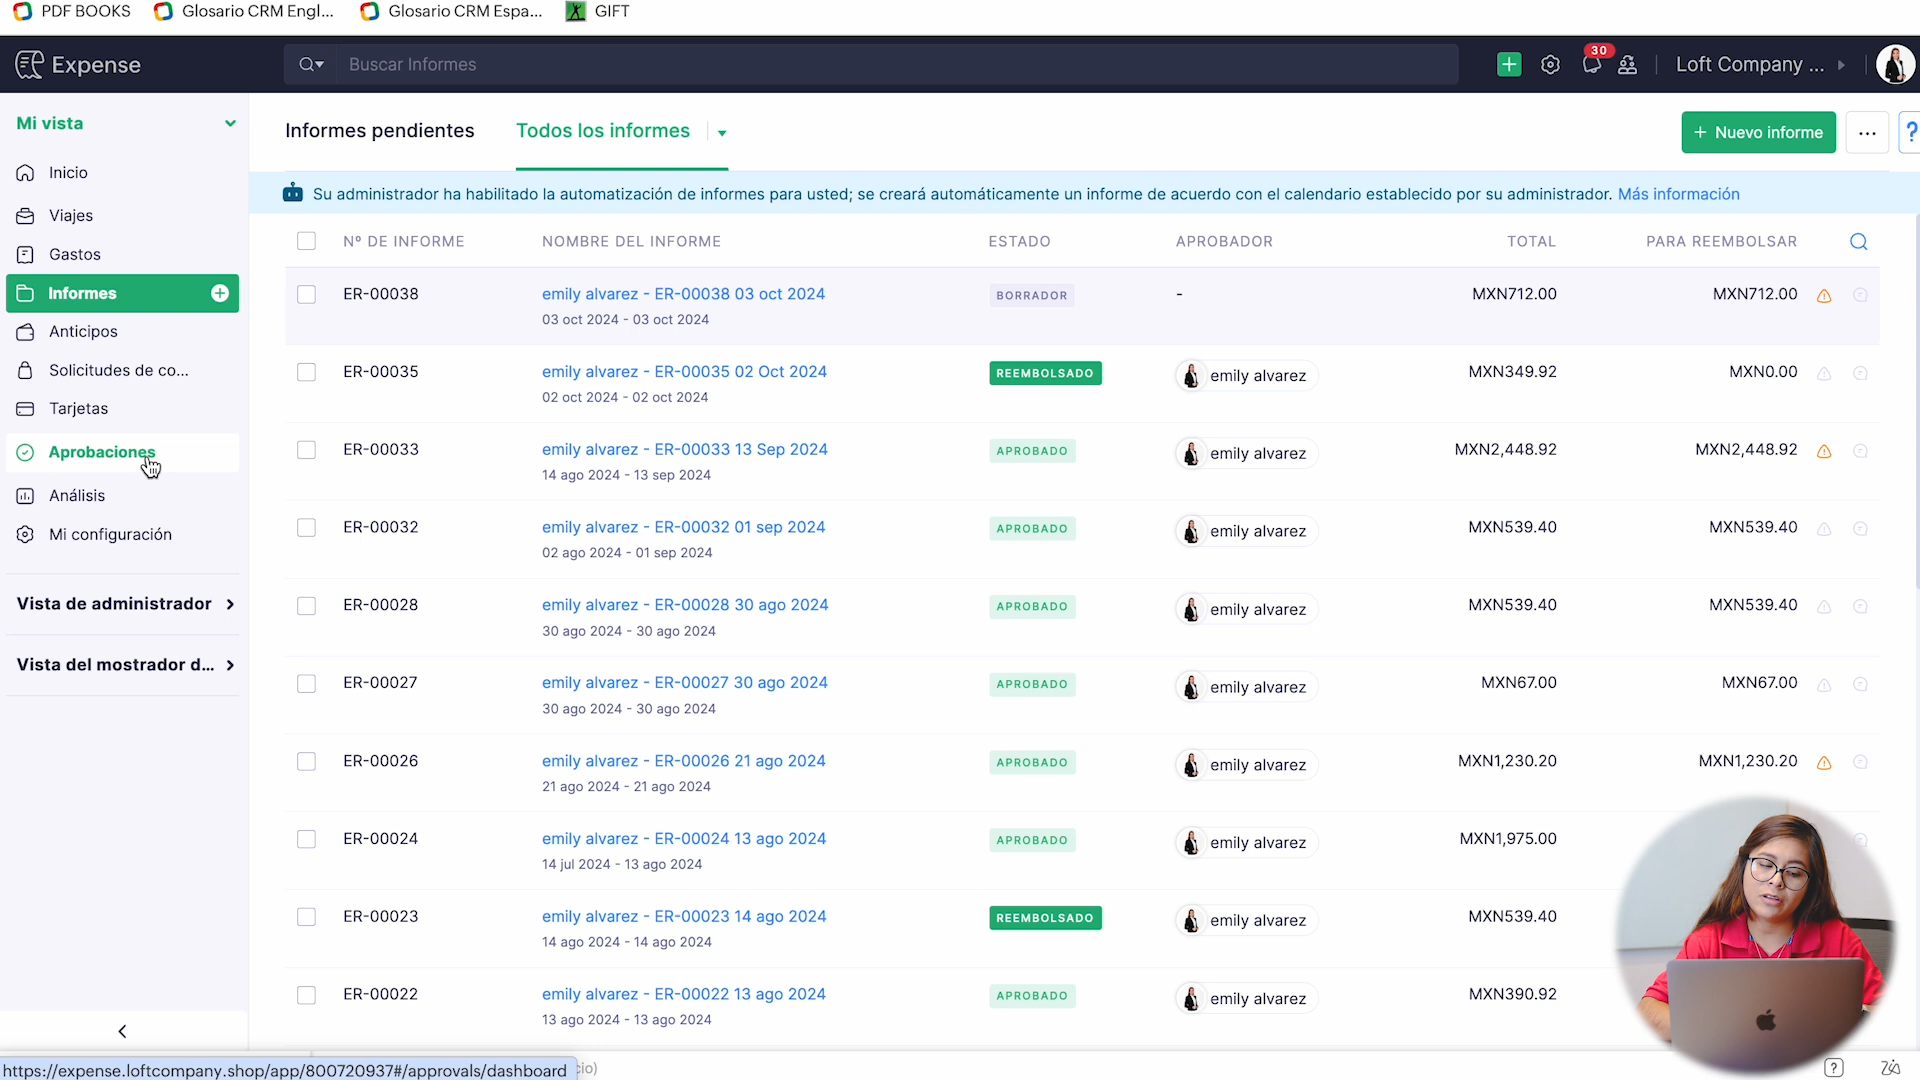 PDF BOOKS
Glosario CRM Engl...
Glosario CRM Espa...
GIFT
Expense
Buscar Informes
30
Loft Company ...
Mi vista
Inicio
Viajes
Gastos
Informes
Anticipos
Solicitudes de co...
Tarjetas
Aprobaciones
Análisis
Mi configuración
Vista de administrador
Vista del mostrador d...
Informes pendientes
Todos los informes
+ Nuevo informe
...
?
Su administrador ha habilitado la automatización de informes para usted; se creará automáticamente un informe de acuerdo con el calendario establecido por su administrador. Más información
Nº DE INFORME NOMBRE DEL INFORME ESTADO APROBADOR TOTAL PARA REEMBOLSAR
ER-00038 emily alvarez - ER-00038 03 oct 2024 BORRADOR - MXN712.00 MXN712.00
03 oct 2024 - 03 oct 2024
ER-00035 emily alvarez - ER-00035 02 Oct 2024 REEMBOLSADO emily alvarez MXN349.92 MXN0.00
02 oct 2024 - 02 oct 2024
ER-00033 emily alvarez - ER-00033 13 Sep 2024 APROBADO emily alvarez MXN2,448.92 MXN2,448.92
14 ago 2024 - 13 sep 2024
ER-00032 emily alvarez - ER-00032 01 sep 2024 APROBADO emily alvarez MXN539.40 MXN539.40
02 ago 2024 - 01 sep 2024
ER-00028 emily alvarez - ER-00028 30 ago 2024 APROBADO emily alvarez MXN539.40 MXN539.40
30 ago 2024 - 30 ago 2024
ER-00027 emily alvarez - ER-00027 30 ago 2024 APROBADO emily alvarez MXN67.00 MXN67.00
30 ago 2024 - 30 ago 2024
ER-00026 emily alvarez - ER-00026 21 ago 2024 APROBADO emily alvarez MXN1,230.20 MXN1,230.20
21 ago 2024 - 21 ago 2024
ER-00024 emily alvarez - ER-00024 13 ago 2024 APROBADO emily alvarez MXN1,975.00
14 jul 2024 - 13 ago 2024
ER-00023 emily alvarez - ER-00023 14 ago 2024 REEMBOLSADO emily alvarez MXN539.40
14 ago 2024 - 14 ago 2024
ER-00022 emily alvarez - ER-00022 13 ago 2024 APROBADO emily alvarez MXN390.92
13 ago 2024 - 13 ago 2024
https://expense.loftcompany.shop/app/800720937#/approvals/dashboard
cio)
?